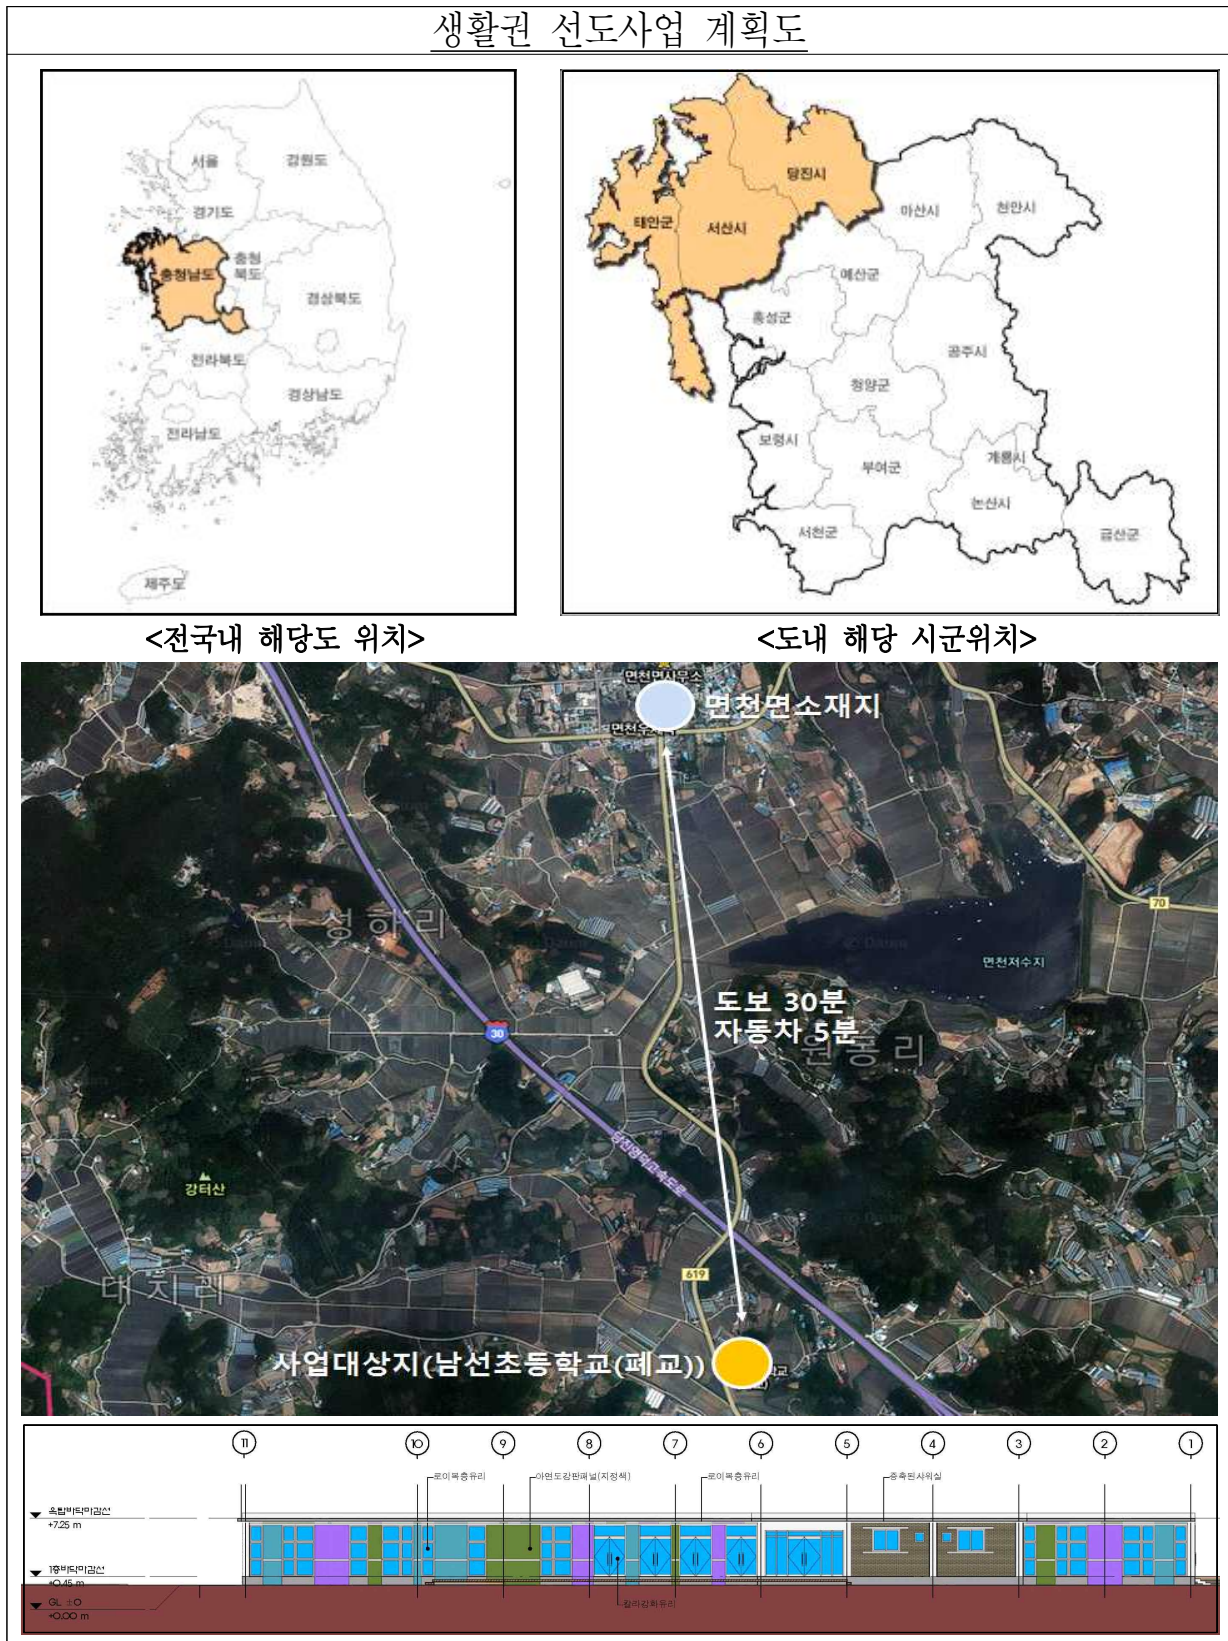 생활권 선도사업 계획도
서울
강원도
경기도
충청남도
충청
북도
경상북도
전라북도
경상남도
전라남도
제주도
당진시
태안군
서산시
아산시
천안시
예산군
홍성군
공주시
청양군
보령시
부여군
계룡시
논산시
서천군
금산군
<전국내 해당도 위치>
<도내 해당 시군위치>
면천면사무소
면천면소재지
성하리
70
면천저수지
도보 30분
자동차 5분
30
원동리
당진영덕고속도로
강터산
대치리
619
사업대상지(남선초등학교(폐교))
11
10
9
8
7
6
5
4
3
2
1
로이복층유리
아연도강판패널(지정색)
로이복층유리
증축된샤워실
옥탑바닥마감선
+7.25 m
1층바닥마감선
+0.45 m
GL ±0
+0.00 m
칼라강화유리